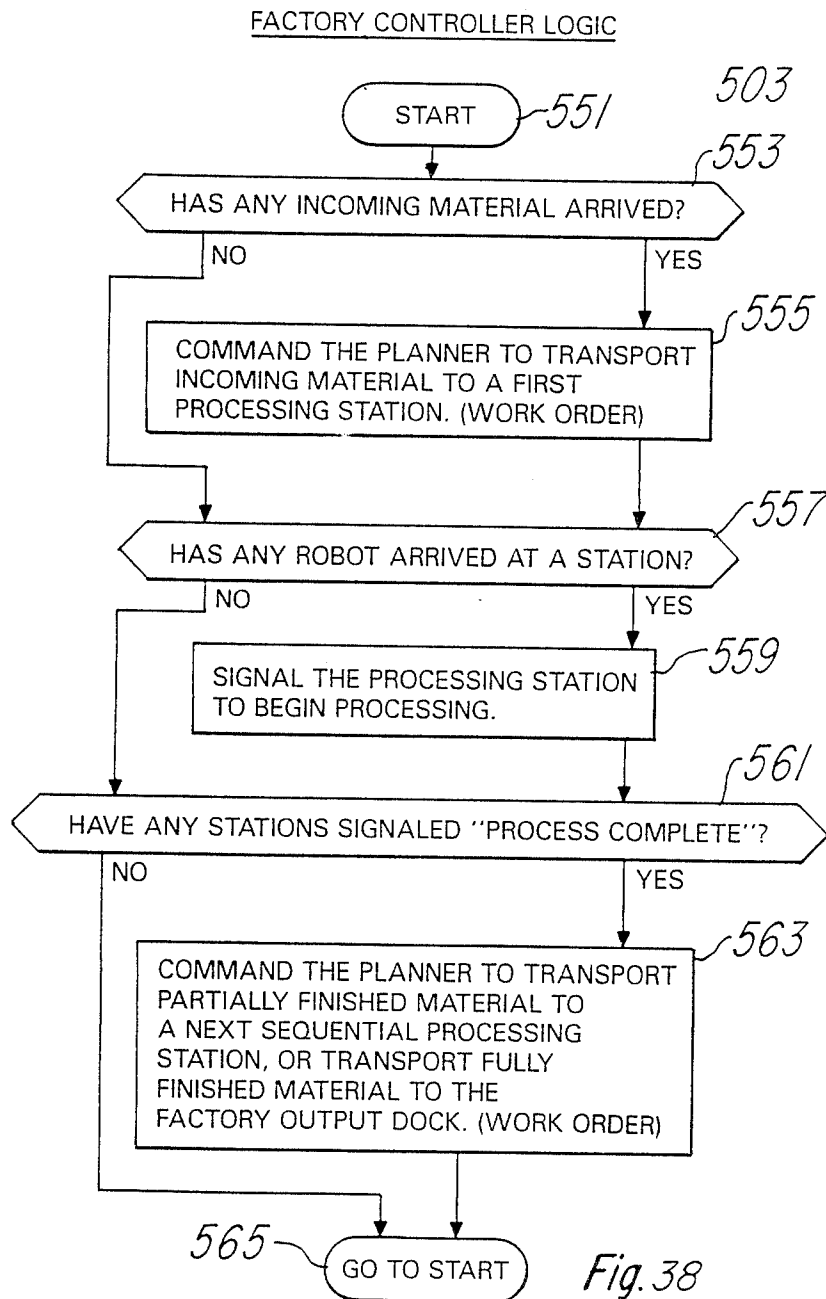 FACTORY CONTROLLER LOGIC
503
START
551
553
HAS ANY INCOMING MATERIAL ARRIVED?
NO
YES
555
COMMAND THE PLANNER TO TRANSPORT
INCOMING MATERIAL TO A FIRST
PROCESSING STATION. (WORK ORDER)
557
HAS ANY ROBOT ARRIVED AT A STATION?
NO
YES
559
SIGNAL THE PROCESSING STATION
TO BEGIN PROCESSING.
561
HAVE ANY STATIONS SIGNALED "PROCESS COMPLETE"?
NO
YES
563
COMMAND THE PLANNER TO TRANSPORT
PARTIALLY FINISHED MATERIAL TO
A NEXT SEQUENTIAL PROCESSING
STATION, OR TRANSPORT FULLY
FINISHED MATERIAL TO THE
FACTORY OUTPUT DOCK. (WORK ORDER)
565
GO TO START
Fig. 38